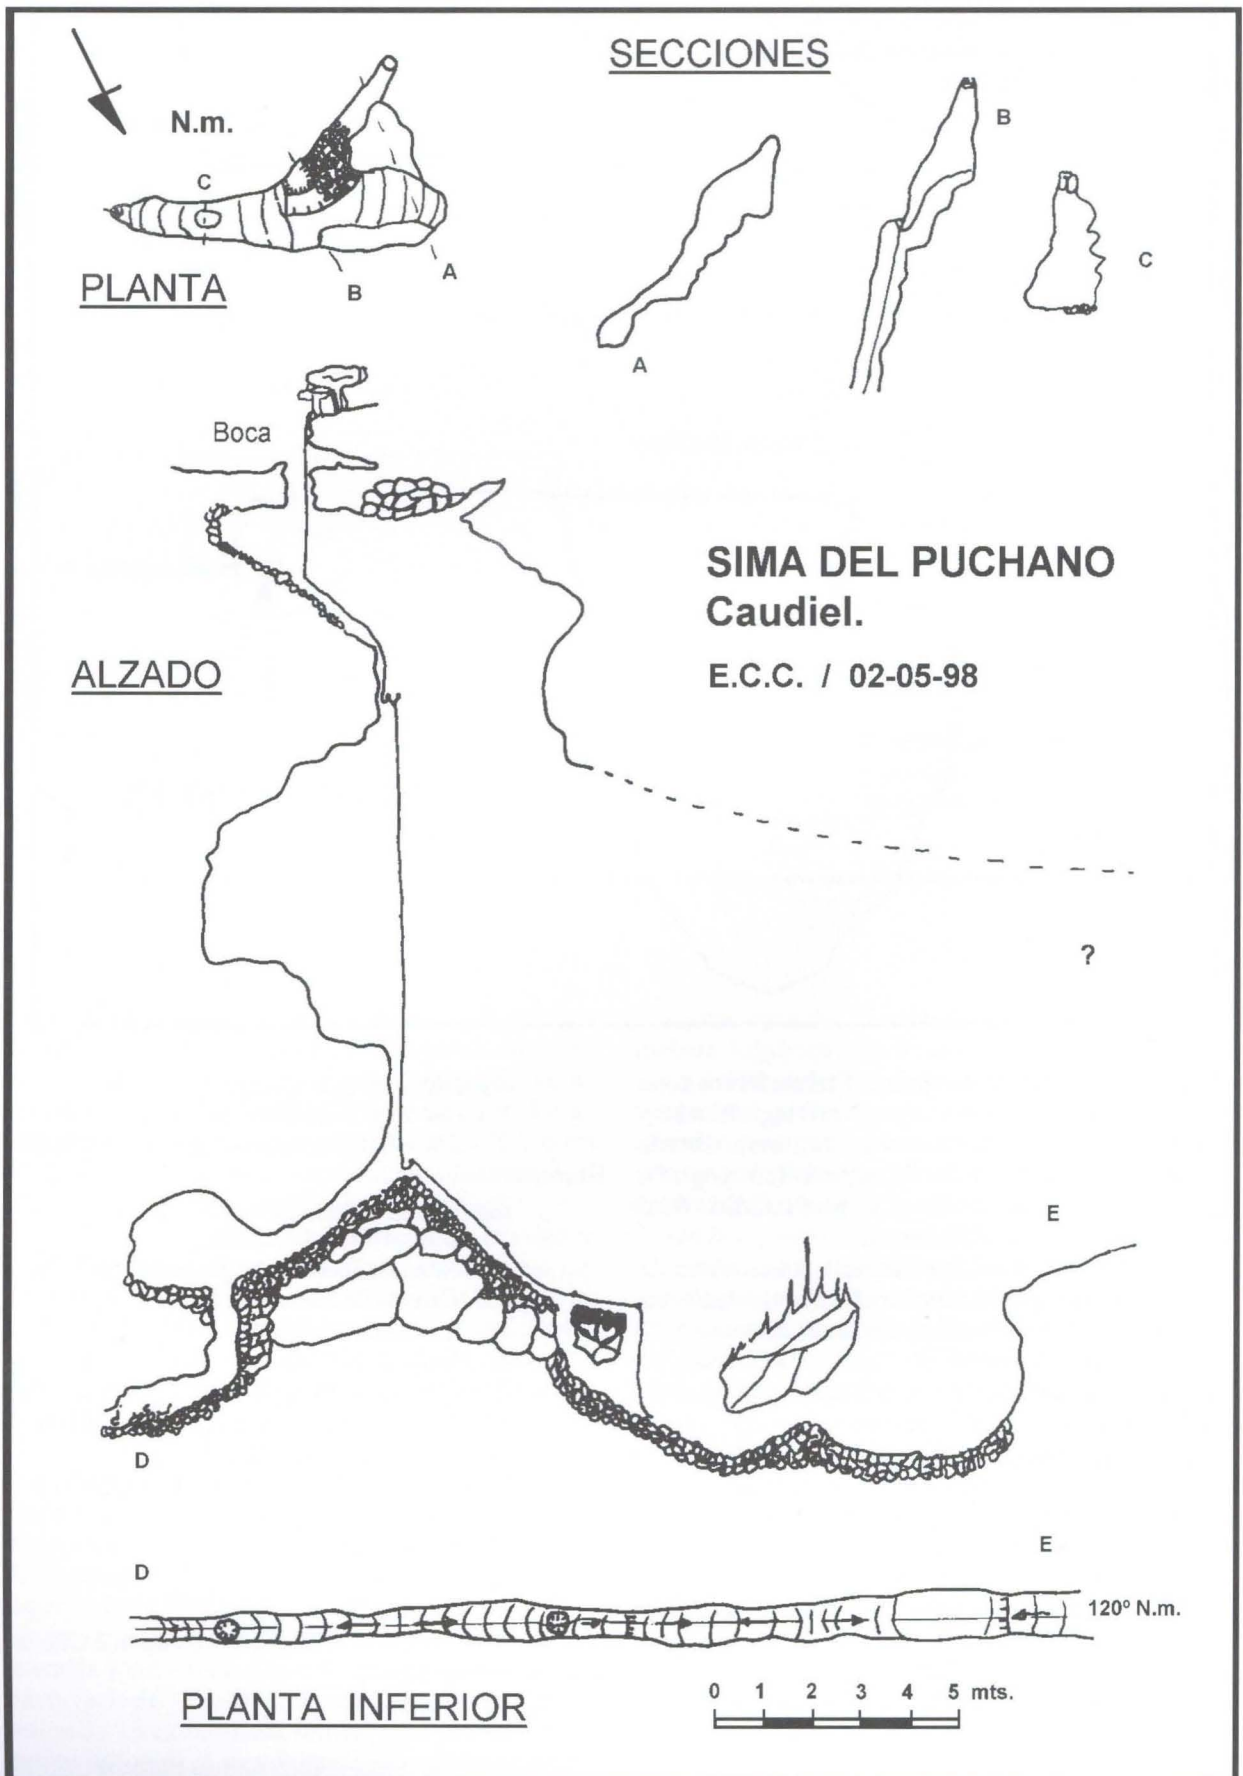 SECCIONES
N.m.
C
B
A
PLANTA
B
C
A
Boca
SIMA DEL PUCHANO
Caudiel.
E.C.C. / 02-05-98
ALZADO
?
E
D
D
E
120º N.m.
PLANTA INFERIOR
0 1 2 3 4 5 mts.